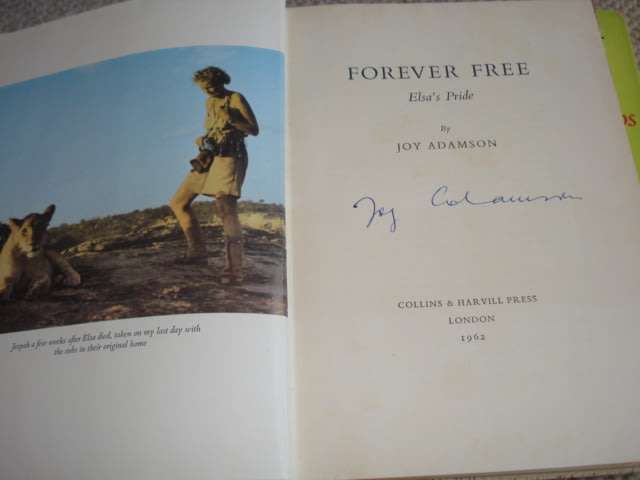 Jespah a few weeks after Elsa died, taken on my last day with
the cubs in their original home
FOREVER FREE
Elsa's Pride
By
JOY ADAMSON
Joy Adamson
COLLINS & HARVILL PRESS
LONDON
1962